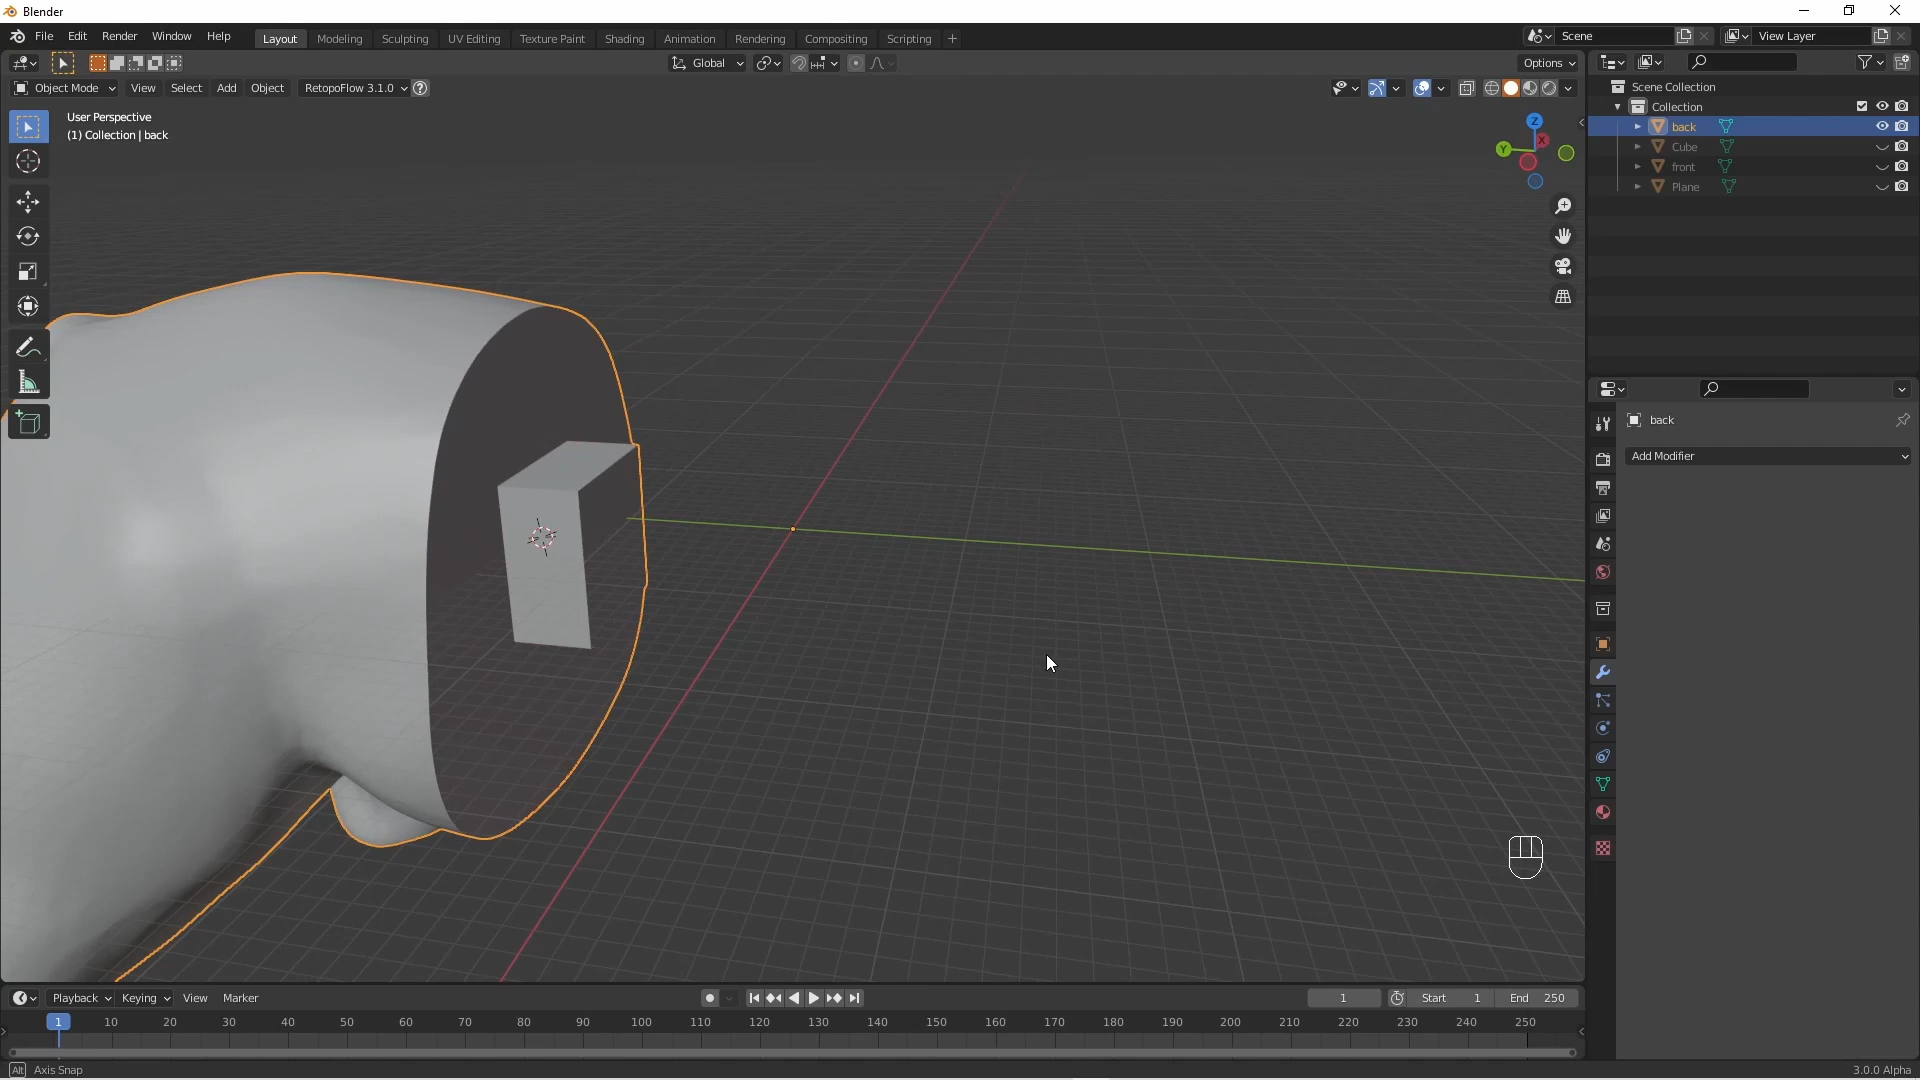 Blender
File Edit Render Window Help Layout Modeling Sculpting UV Editing Texture Paint Shading Animation Rendering Compositing Scripting + Scene View Layer
Global Options
Object Mode View Select Add Object RetopoFlow 3.1.0 ?
Scene Collection
Collection
back
Cube
front
Plane
User Perspective
(1) Collection | back
Z
X
Y
back
Add Modifier
Playback Keying View Marker 1 Start 1 End 250
1 10 20 30 40 50 60 70 80 90 100 110 120 130 140 150 160 170 180 190 200 210 220 230 240 250
Alt Axis Snap 3.0.0 Alpha